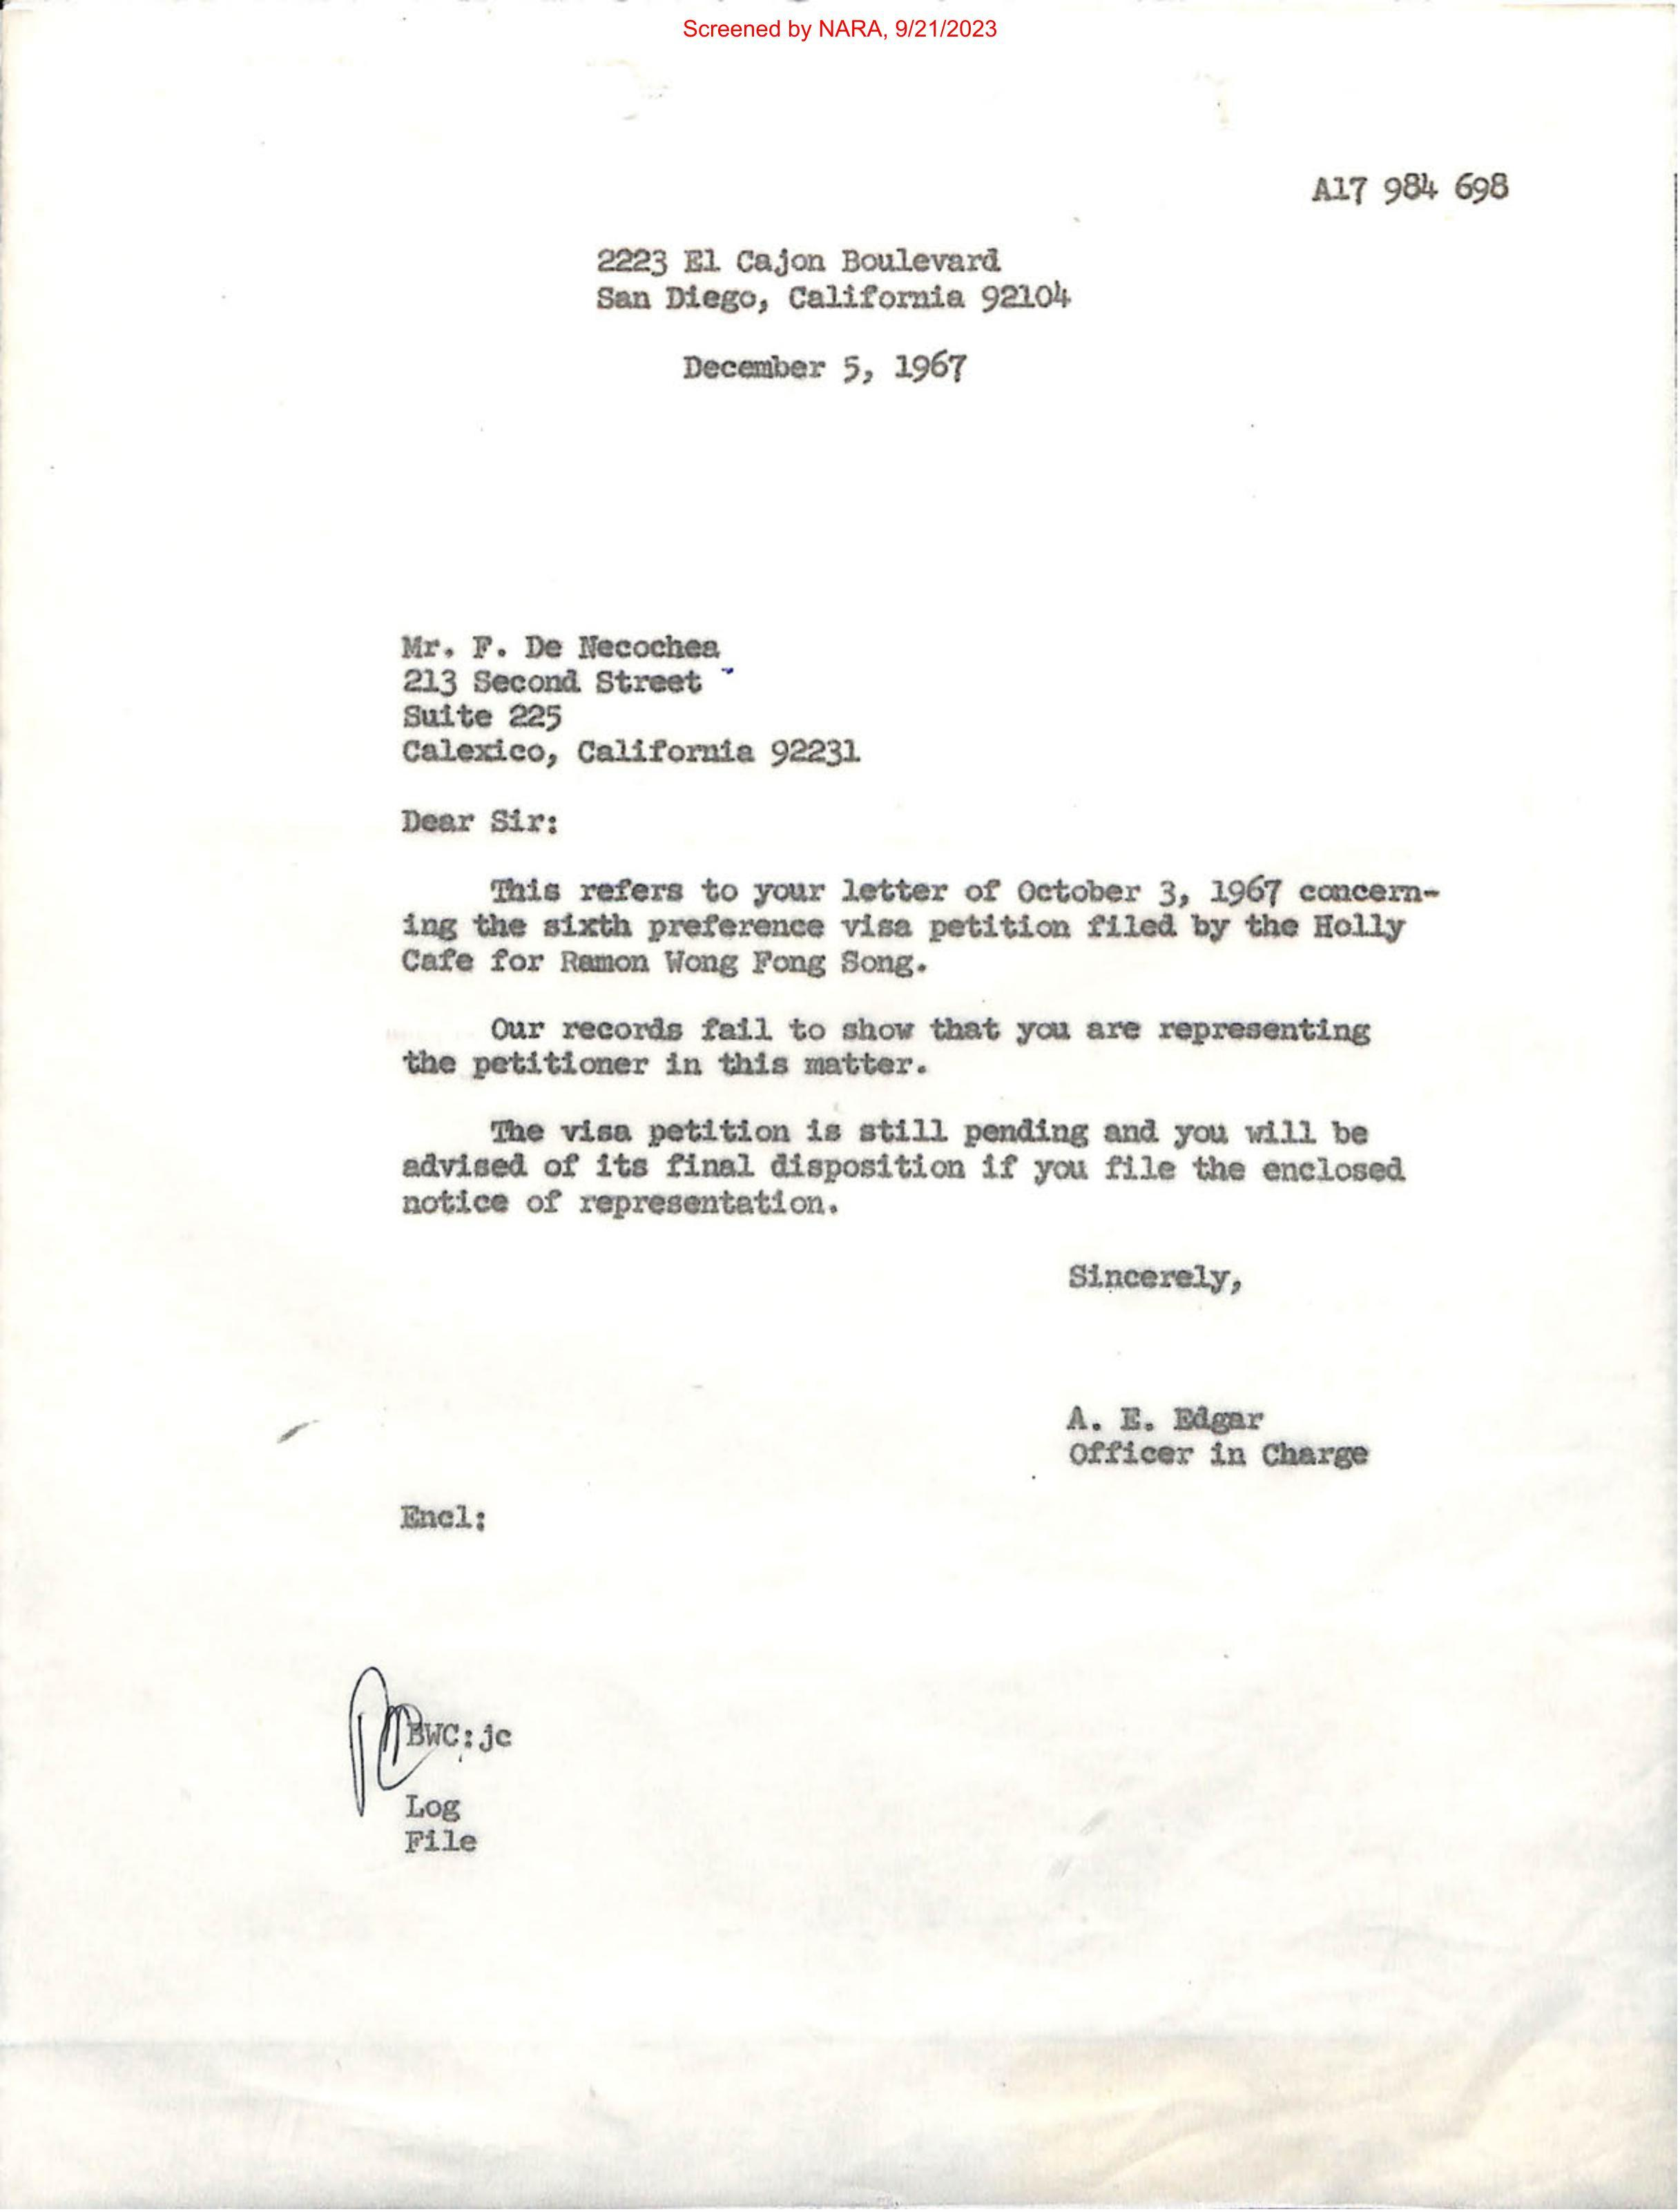 Screened by NARA, 9/21/2023
A17 984 698
2223 El Cajon Boulevard
San Diego, California 92104
December 5, 1967
Mr. F. De Necochea
213 Second Street
Suite 225
Calexico, California 92231
Dear Sir:
This refers to your letter of October 3, 1967 concern-
ing the sixth preference visa petition filed by the Holly
Cafe for Ramon Wong Fong Song.
Our records fail to show that you are representing
the petitioner in this matter.
The visa petition is still pending and you will be
advised of its final disposition if you file the enclosed
notice of representation.
Sincerely,
A. E. Edgar
Officer in Charge
Encl:
BWC:jc
Log
File